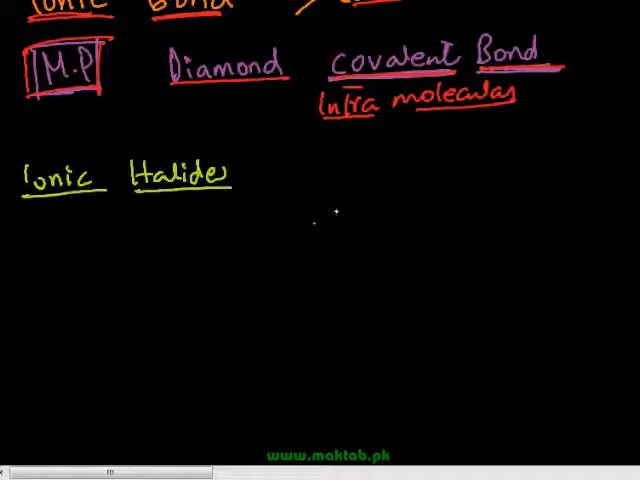 Ionic Bond
M.P Diamond covalent Bond
Intra molecular
Ionic Halides
www.maktab.pk